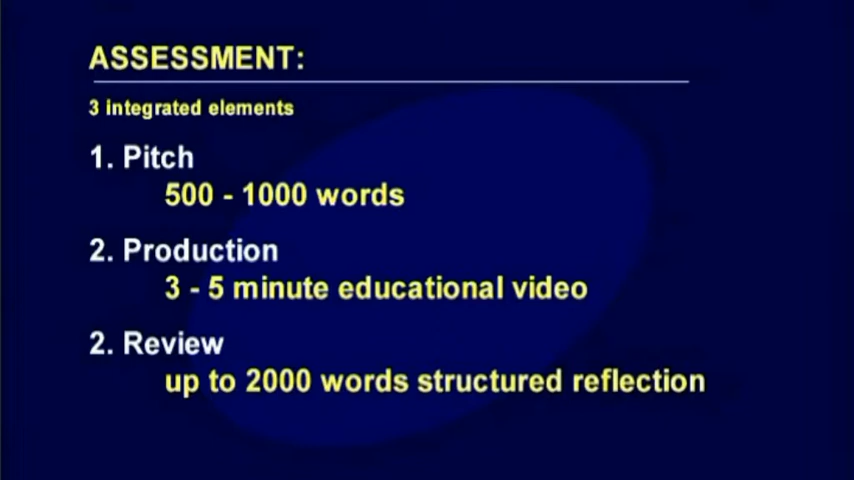 ASSESSMENT:
3 integrated elements
1. Pitch
500 - 1000 words
2. Production
3 - 5 minute educational video
2. Review
up to 2000 words structured reflection